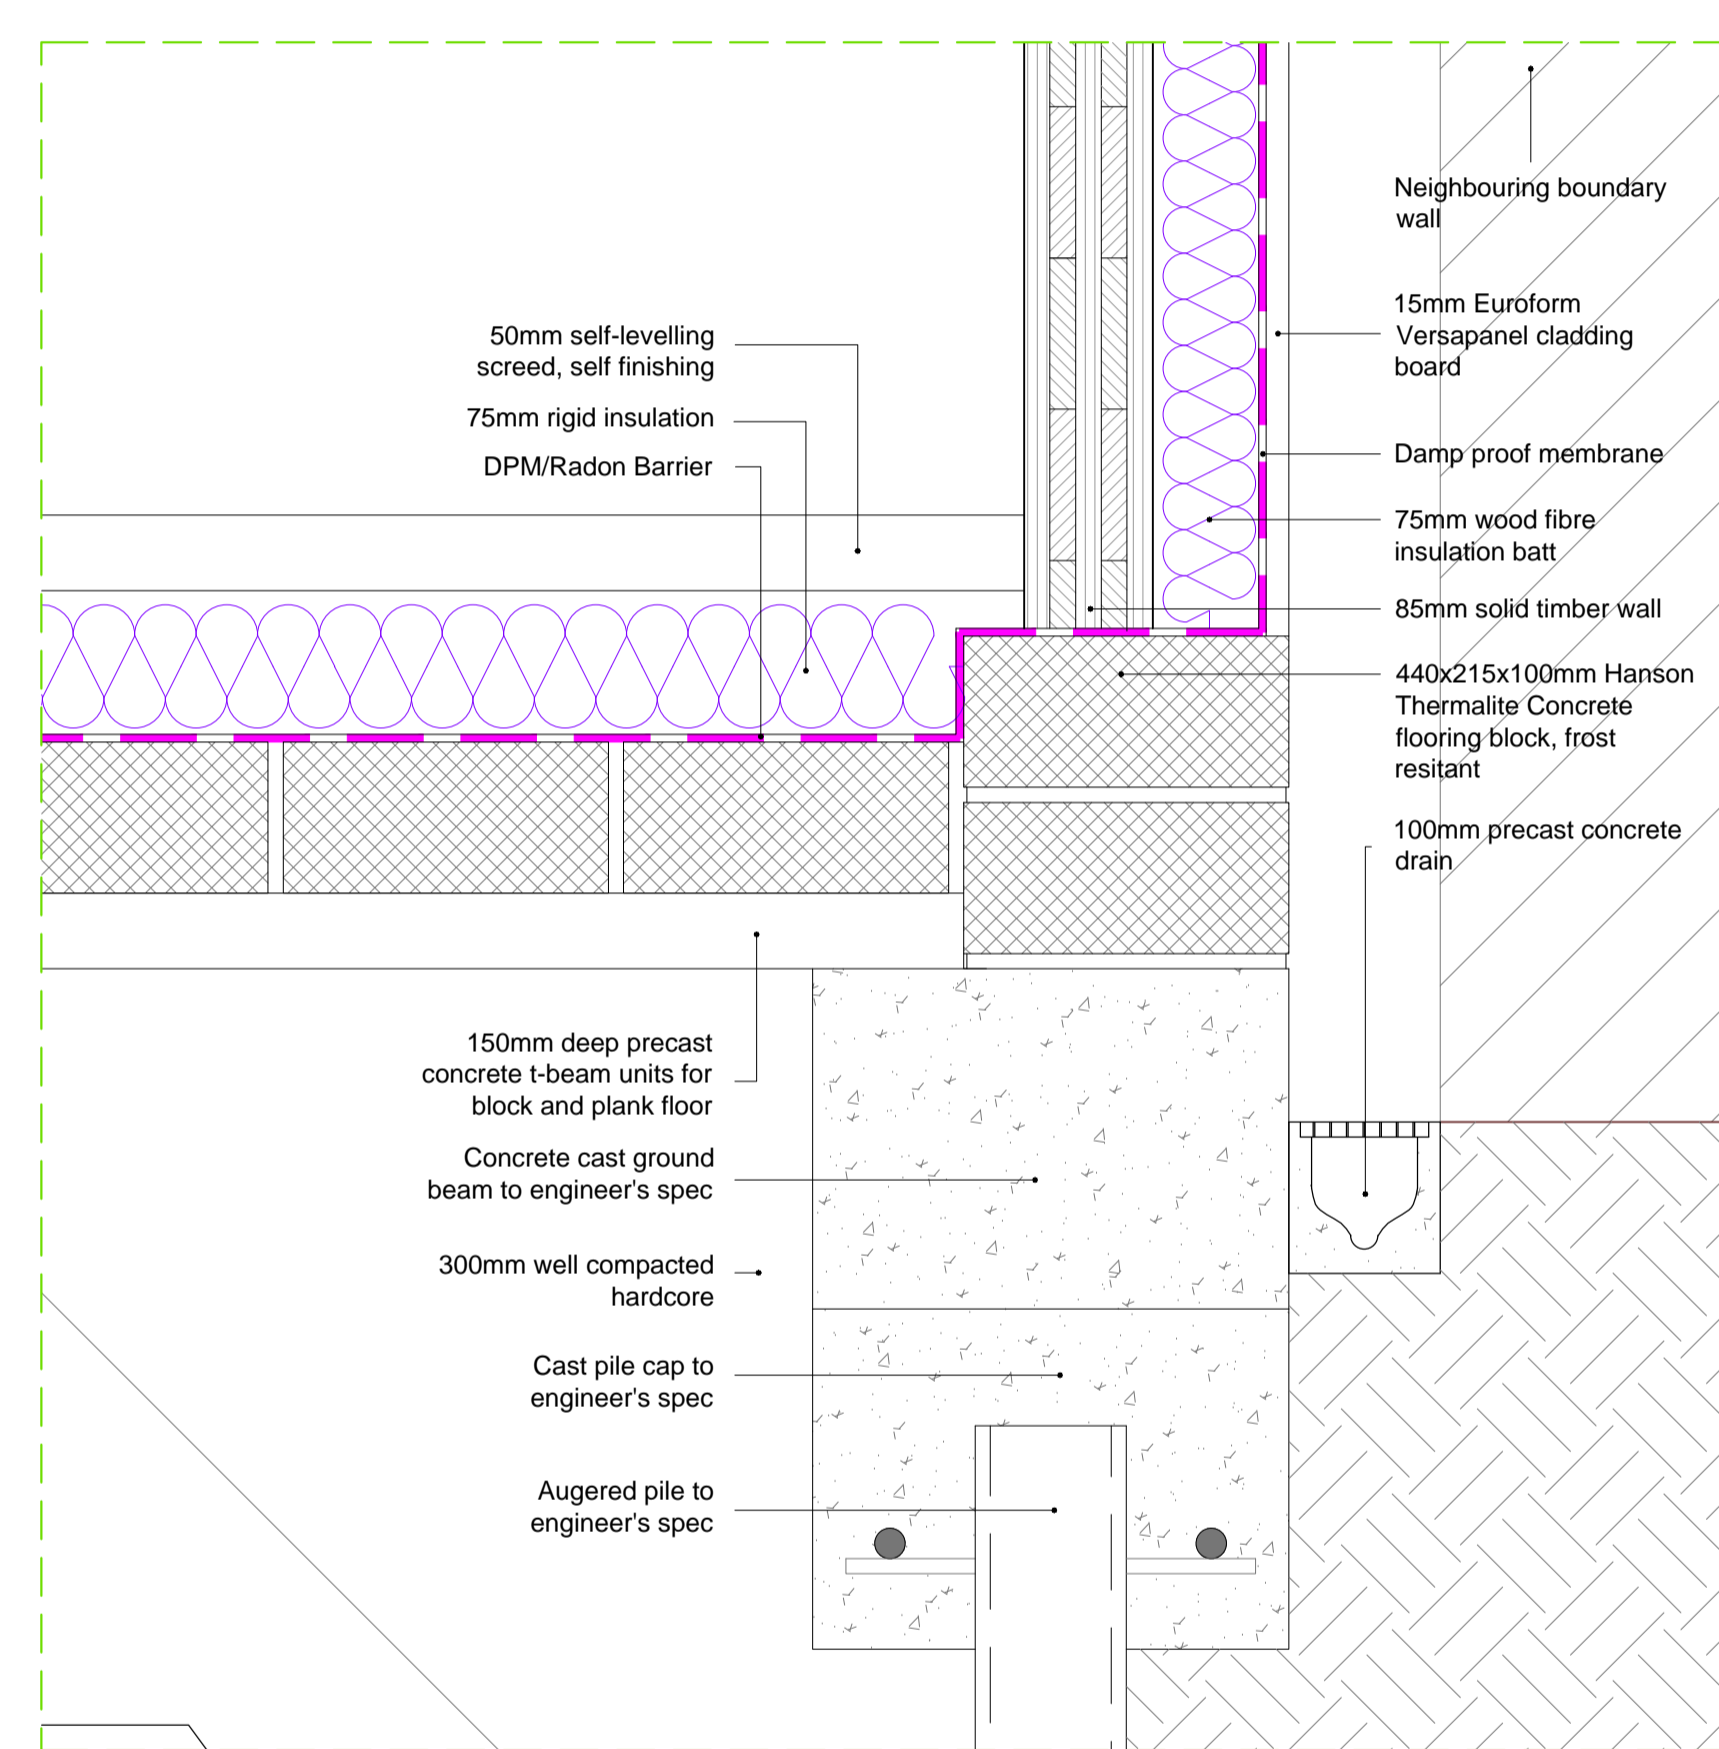 50mm self-levelling
screed, self finishing
75mm rigid insulation
DPM/Radon Barrier
150mm deep precast
concrete t-beam units for
block and plank floor
Concrete cast ground
beam to engineer's spec
300mm well compacted
hardcore
Cast pile cap to
engineer's spec
Augered pile to
engineer's spec
Neighbouring boundary
wall
15mm Euroform
Versapanel cladding
board
Damp proof membrane
75mm wood fibre
insulation batt
85mm solid timber wall
440x215x100mm Hanson
Thermalite Concrete
flooring block, frost
resitant
100mm precast concrete
drain